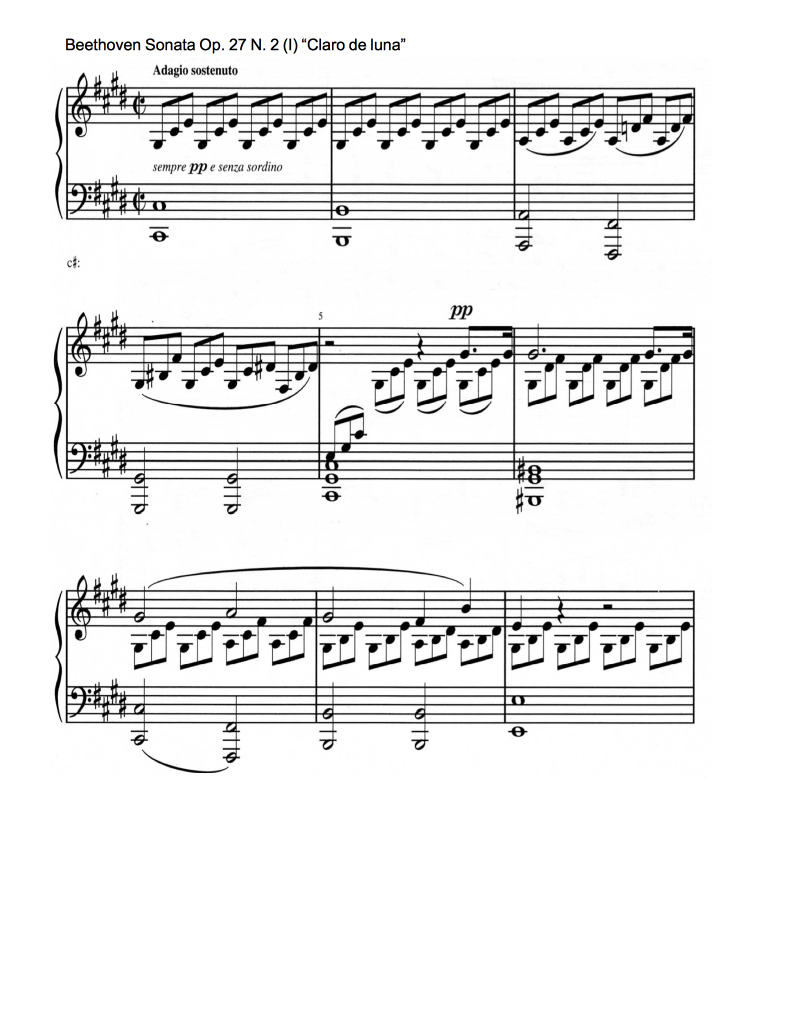 Beethoven Sonata Op. 27 N. 2 (I) “Claro de luna”
Adagio sostenuto
sempre pp e senza sordino
c♯:
5
pp